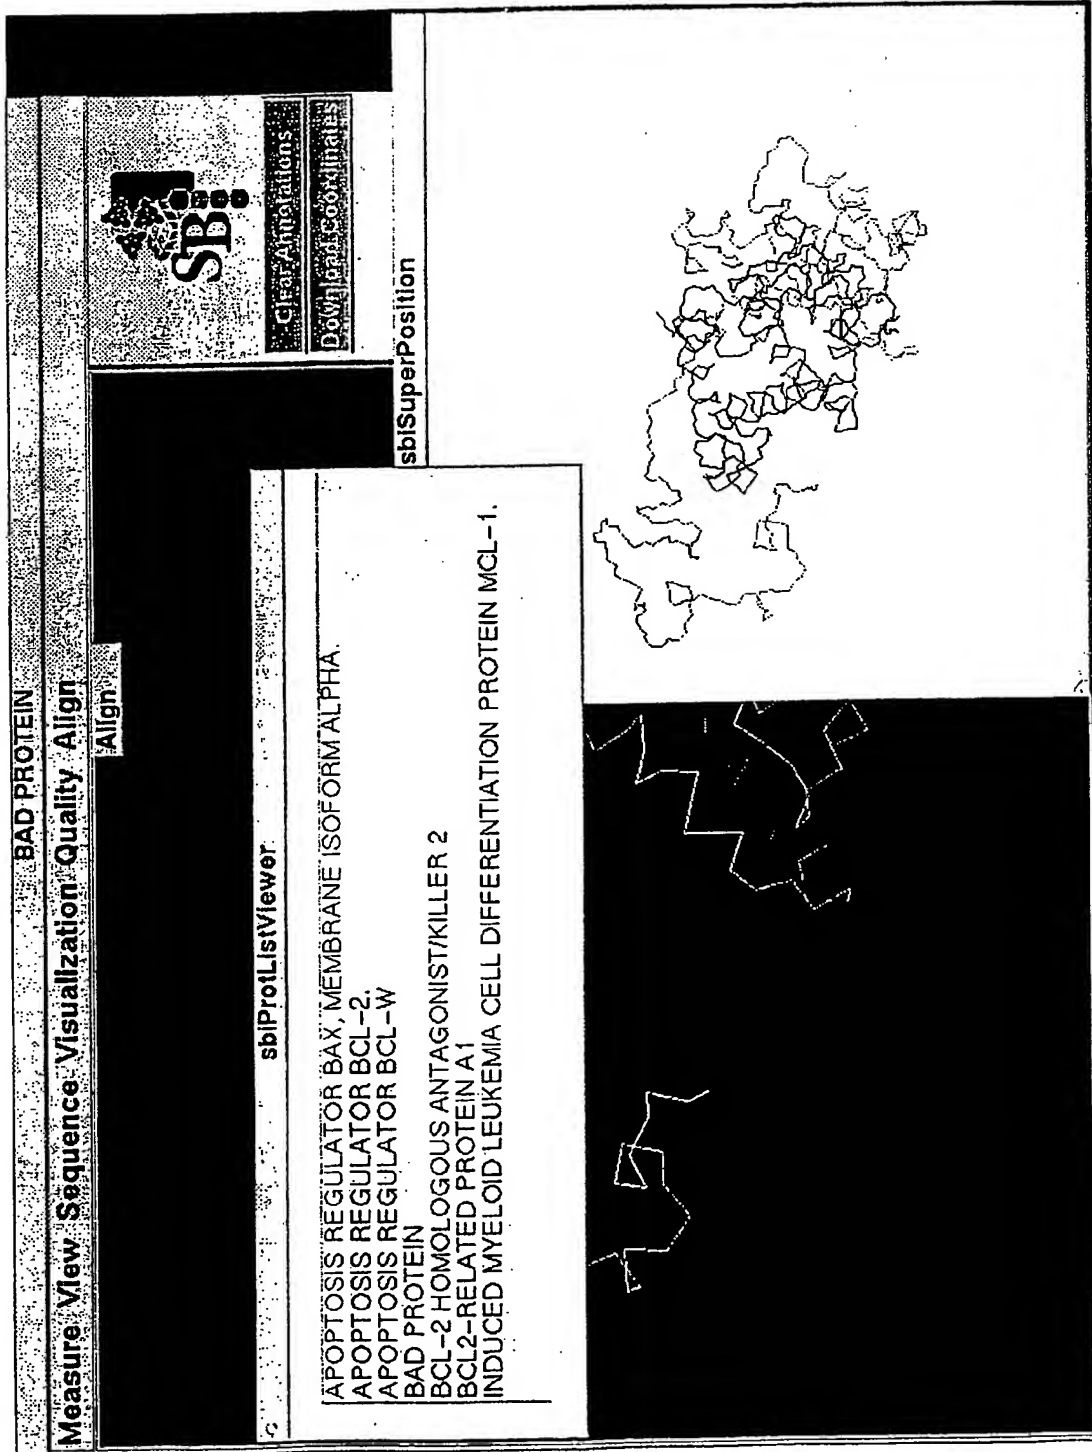 BAD PROTEIN
Measure View Sequence Visualization Quality Align
Align
SBI
Clear Annotations
Download Coordinates
sbiProtListViewer
sbiSuperPosition
APOPTOSIS REGULATOR BAX, MEMBRANE ISOFORM ALPHA.
APOPTOSIS REGULATOR BCL-2.
APOPTOSIS REGULATOR BCL-W
BAD PROTEIN
BCL-2 HOMOLOGOUS ANTAGONIST/KILLER 2
BCL2-RELATED PROTEIN A1
INDUCED MYELOID LEUKEMIA CELL DIFFERENTIATION PROTEIN MCL-1.